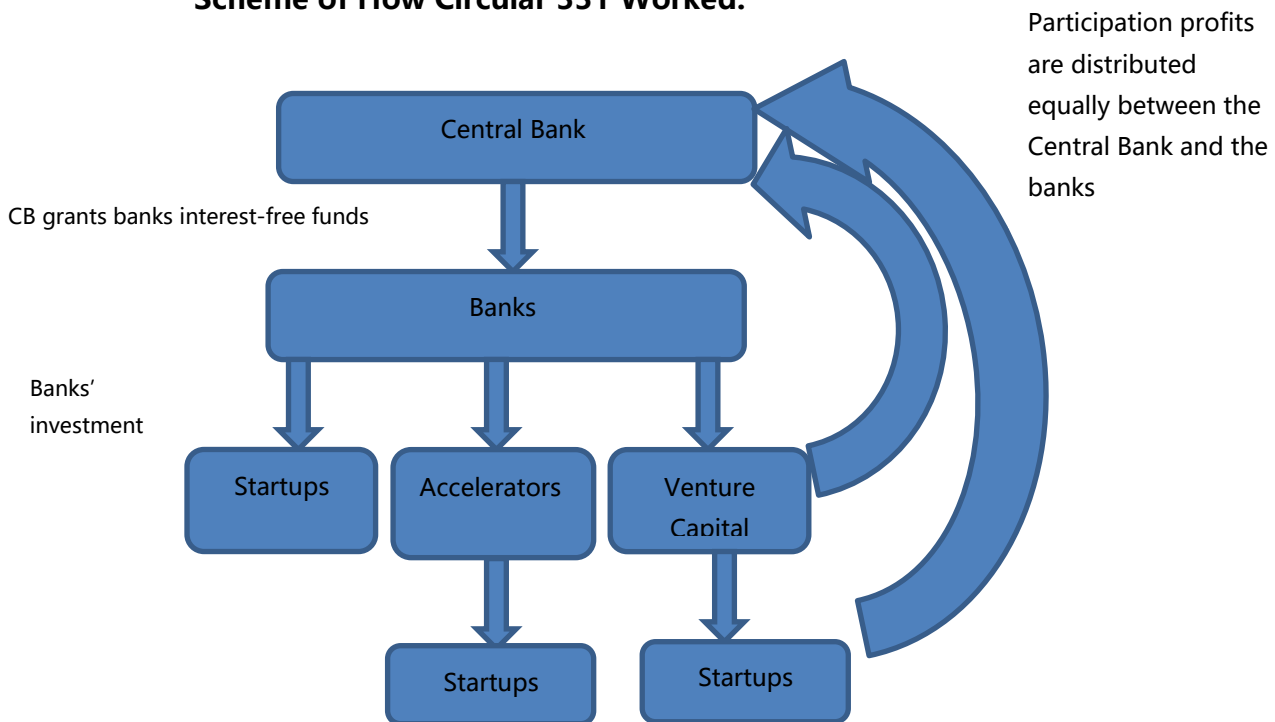 Scheme of How Circular 331 Worked:
Participation profits
are distributed
equally between the
Central Bank and the
banks
Central Bank
CB grants banks interest-free funds
Banks
Banks’
investment
Startups
Accelerators
Venture
Capital
Startups
Startups